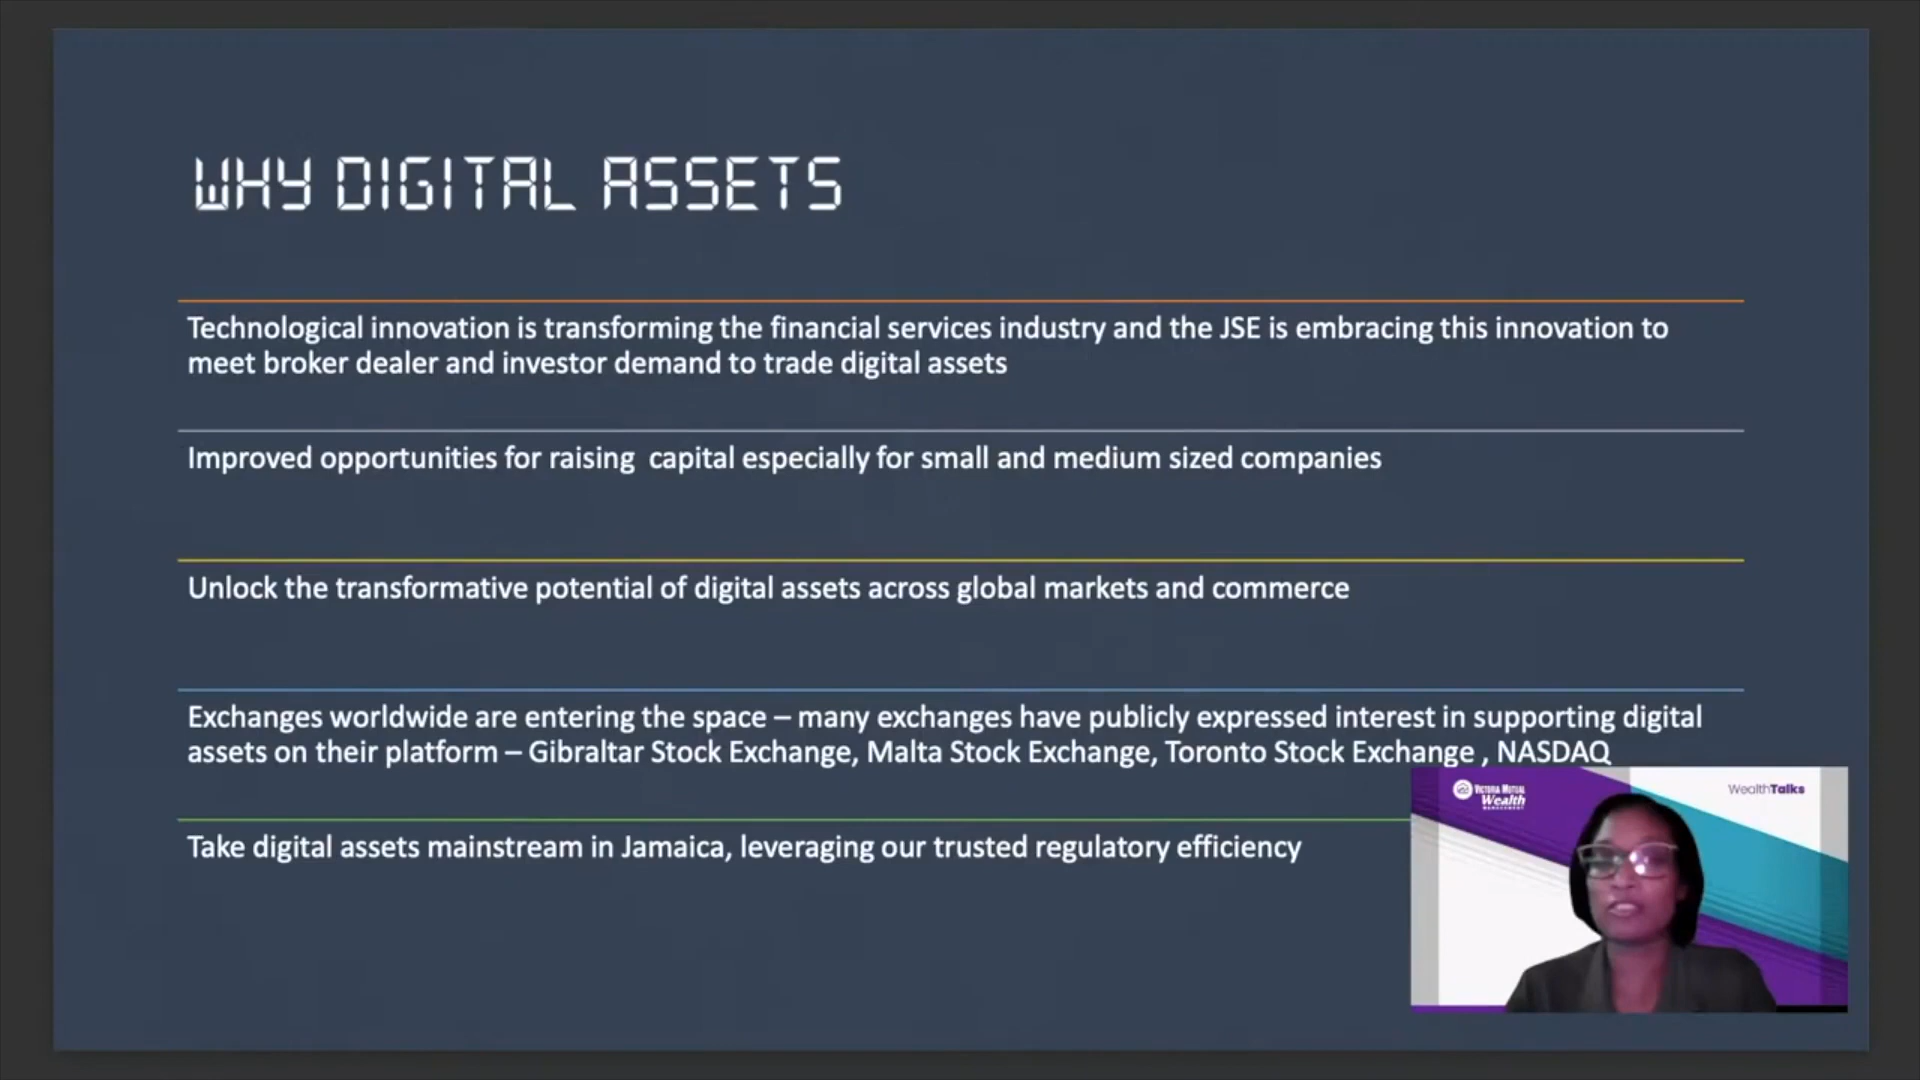 WHY DIGITAL ASSETS
Technological innovation is transforming the financial services industry and the JSE is embracing this innovation to
meet broker dealer and investor demand to trade digital assets
Improved opportunities for raising  capital especially for small and medium sized companies
Unlock the transformative potential of digital assets across global markets and commerce
Exchanges worldwide are entering the space – many exchanges have publicly expressed interest in supporting digital
assets on their platform – Gibraltar Stock Exchange, Malta Stock Exchange, Toronto Stock Exchange , NASDAQ
Take digital assets mainstream in Jamaica, leveraging our trusted regulatory efficiency
VICTORIA MUTUAL
Wealth
MANAGEMENT
WealthTalks